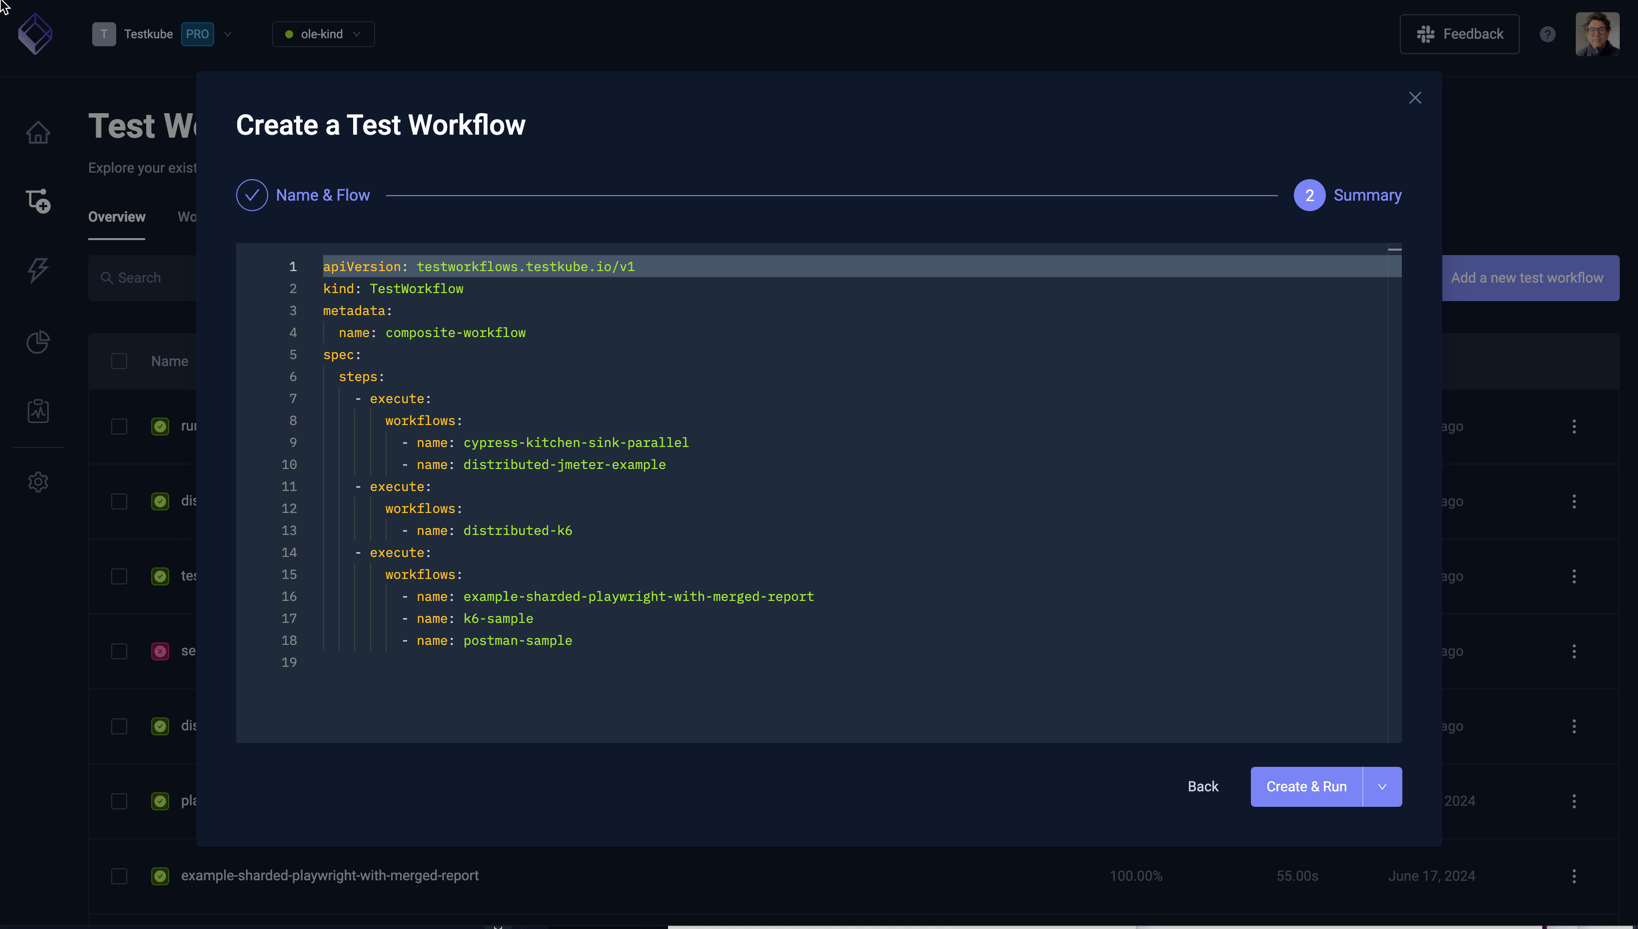 T Testkube PRO
ole-kind
Feedback
?
Test W
Explore your exist
Overview Wo
Search
Add a new test workflow
Create a Test Workflow
Name & Flow
2 Summary
1 apiVersion: testworkflows.testkube.io/v1
2 kind: TestWorkflow
3 metadata:
4 name: composite-workflow
5 spec:
6 steps:
7 - execute:
8 workflows:
9 - name: cypress-kitchen-sink-parallel
10 - name: distributed-jmeter-example
11 - execute:
12 workflows:
13 - name: distributed-k6
14 - execute:
15 workflows:
16 - name: example-sharded-playwright-with-merged-report
17 - name: k6-sample
18 - name: postman-sample
19
Back
Create & Run
Name
rur ago
dis ago
tes ago
se ago
dis ago
pla 2024
example-sharded-playwright-with-merged-report 100.00% 55.00s June 17, 2024